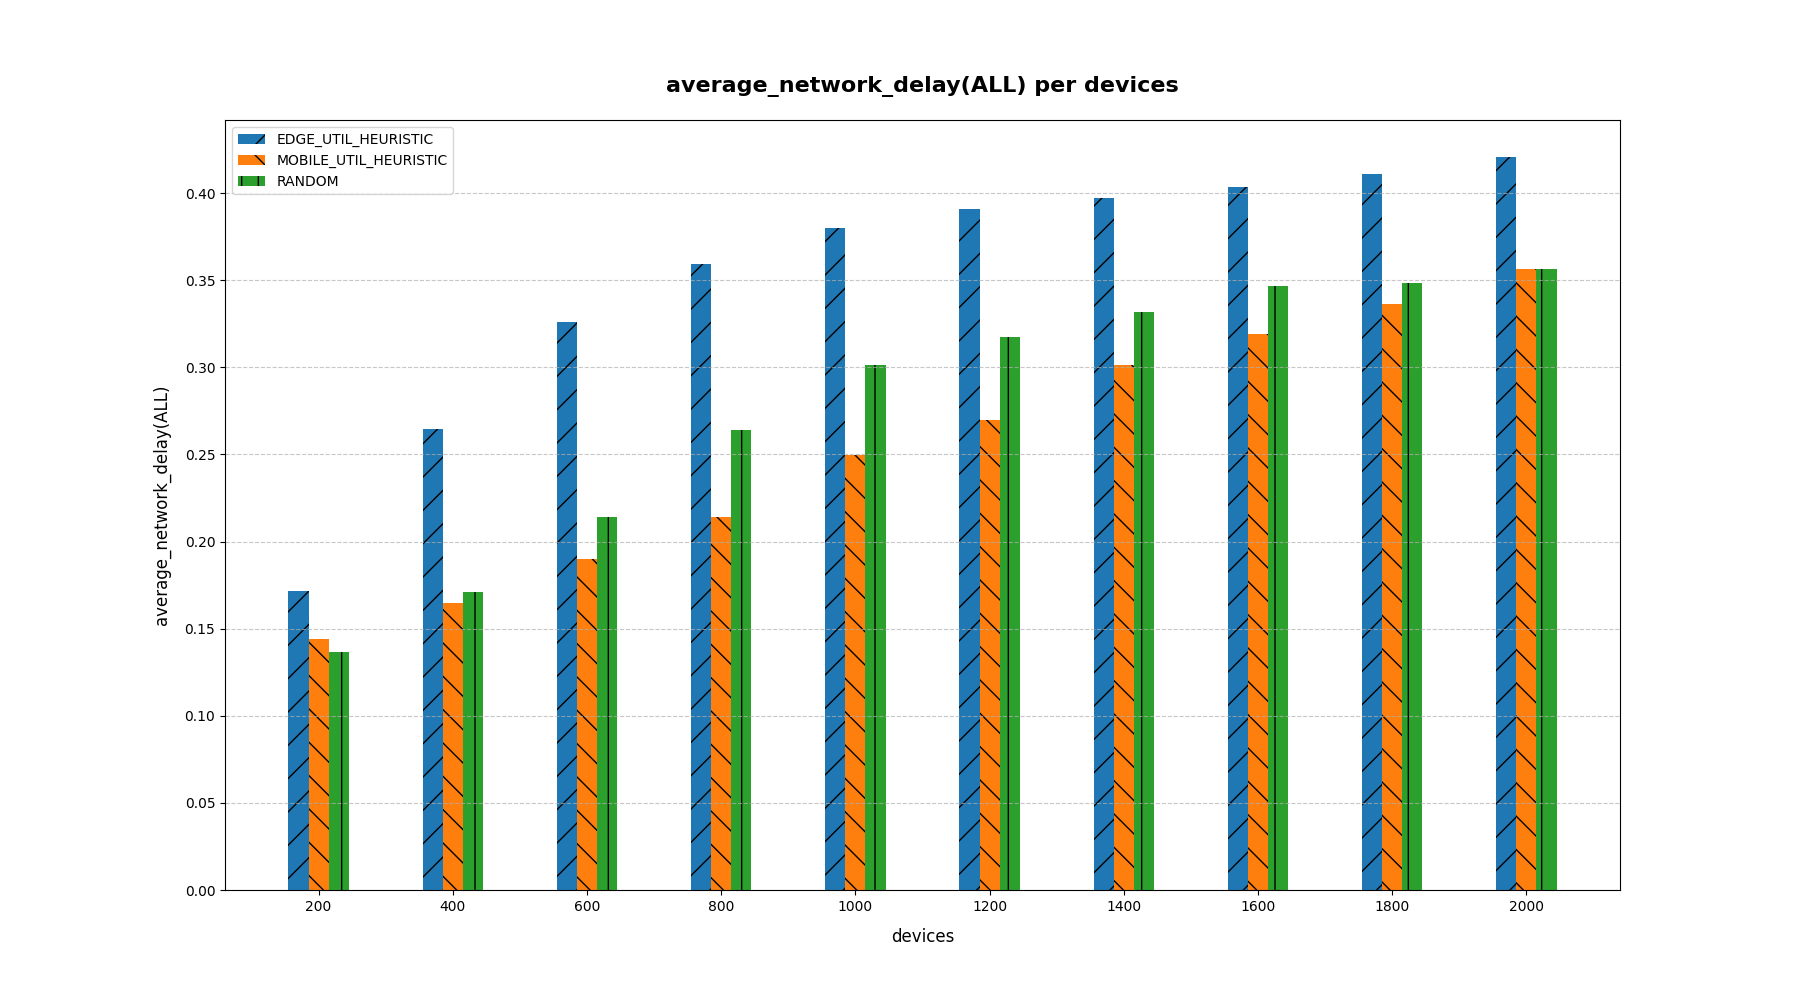 average_network_delay(ALL) per devices
EDGE_UTIL_HEURISTIC
MOBILE_UTIL_HEURISTIC
RANDOM
average_network_delay(ALL)
0.40
0.35
0.30
0.25
0.20
0.15
0.10
0.05
0.00
200 400 600 800 1000 1200 1400 1600 1800 2000
devices